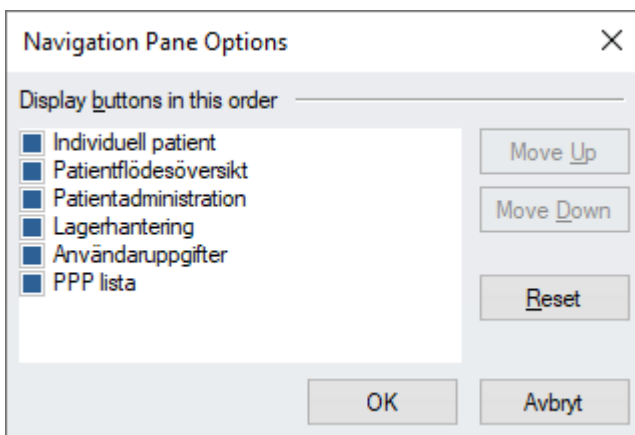 Navigation Pane Options
Display buttons in this order
Individuell patient
Patientflödesöversikt
Patientadministration
Lagerhantering
Användaruppgifter
PPP lista
Move Up
Move Down
Reset
OK
Avbryt